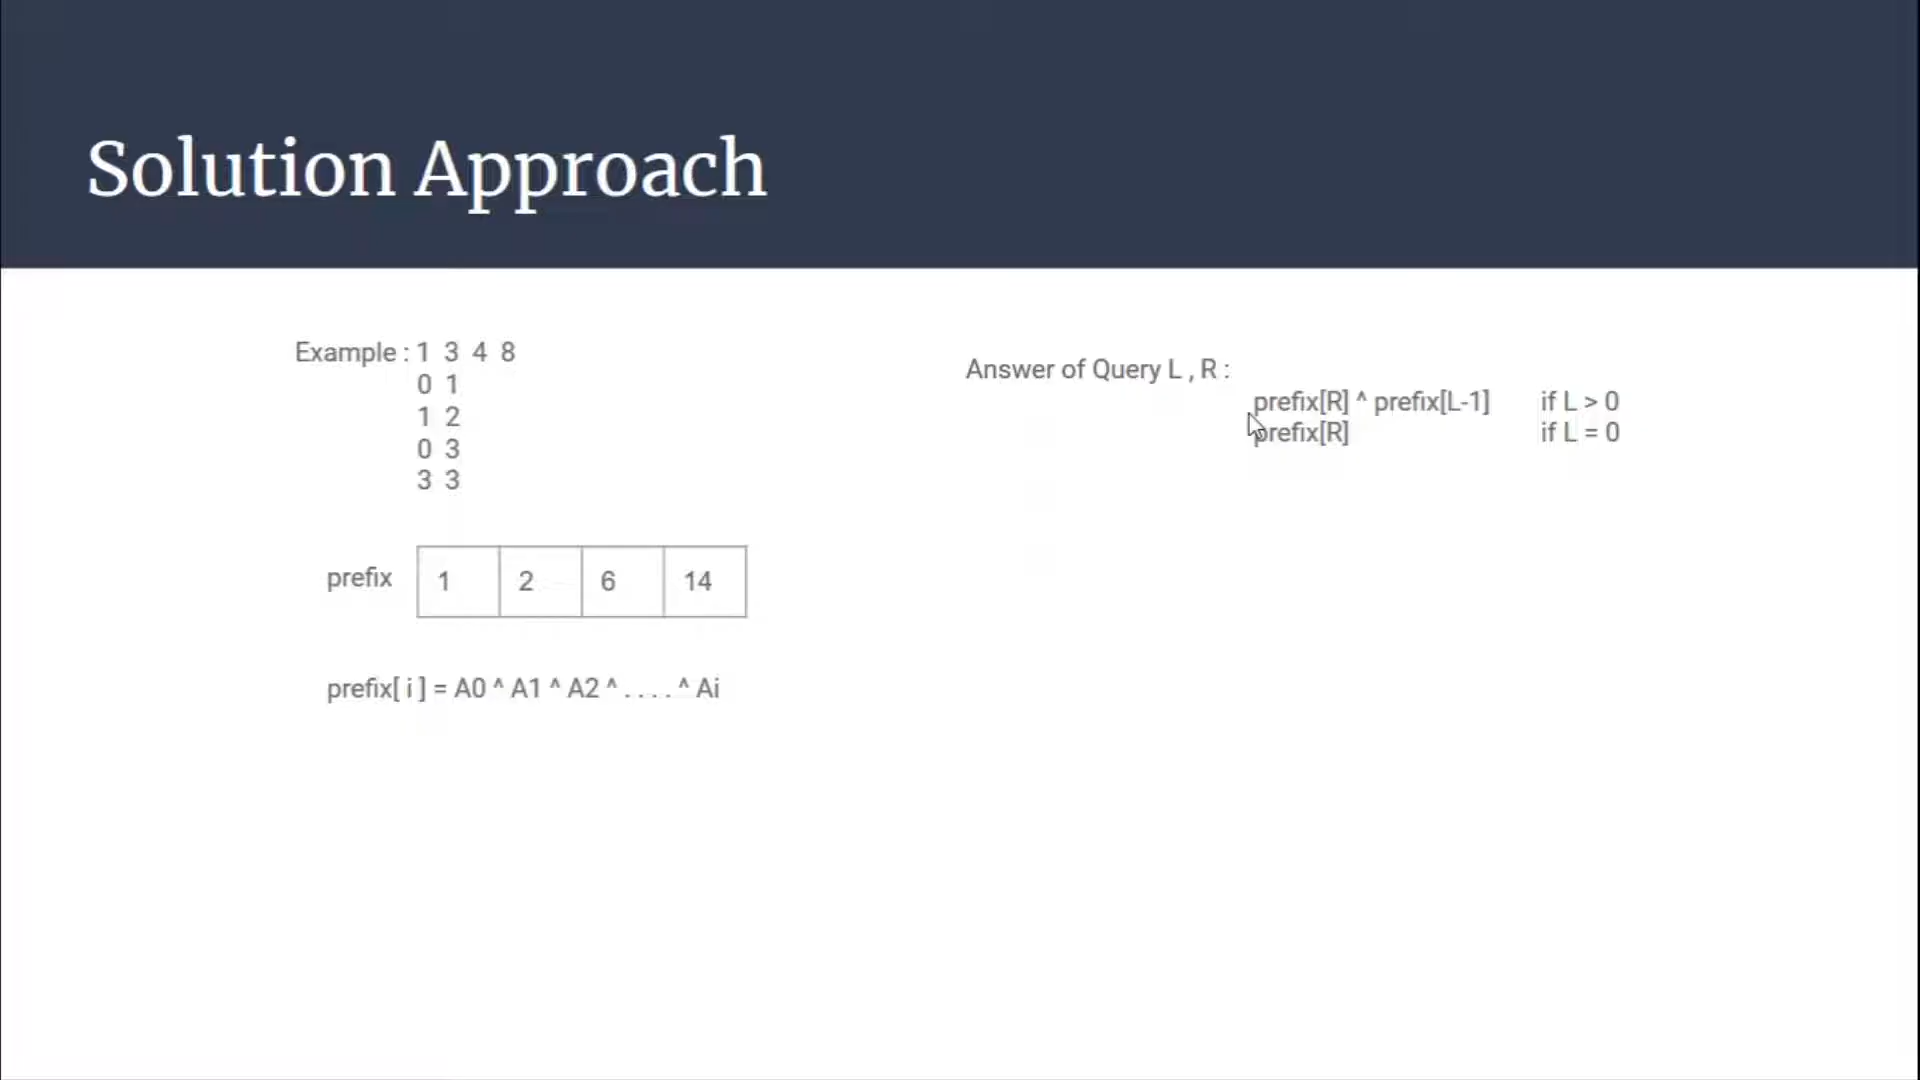 Solution Approach
Example : 1 3 4 8
0 1
1 2
0 3
3 3
prefix 1 2 6 14
prefix[ i ] = A0 ^ A1 ^ A2 ^ . . . . ^ Ai
Answer of Query L , R :
prefix[R] ^ prefix[L-1] if L > 0
prefix[R] if L = 0